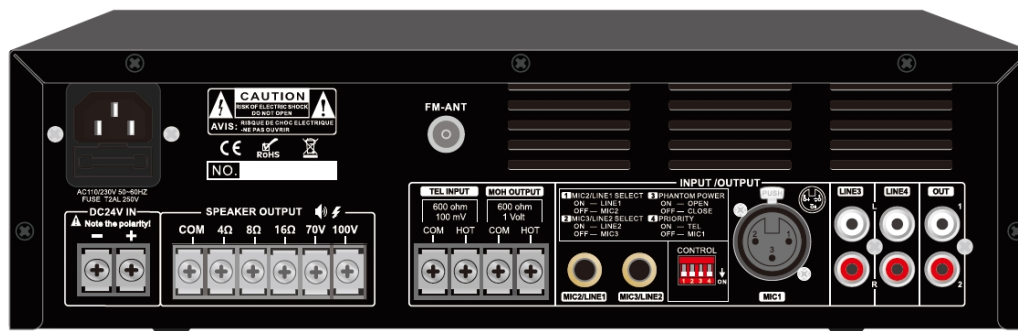 CAUTION
RISK OF ELECTRIC SHOCK
DO NOT OPEN
AVIS: RISQUE DE CHOC ELECTRIQUE
-NE PAS OUVRIR
CE RoHS
NO.
FM-ANT
AC110/230V 50~60HZ
FUSE T2AL 250V
DC24V IN
Note the polarity!
− +
SPEAKER OUTPUT
COM 4Ω 8Ω 16Ω 70V 100V
TEL INPUT MOH OUTPUT
600 ohm 600 ohm
100 mV 1 Volt
COM HOT COM HOT
INPUT /OUTPUT
1 MIC2/LINE1 SELECT
ON — LINE1
OFF — MIC2
2 MIC3/LINE2 SELECT
ON — LINE2
OFF — MIC3
3 PHANTOM POWER
ON — OPEN
OFF — CLOSE
4 PRIORITY
ON — TEL
OFF — MIC1
MIC2/LINE1 MIC3/LINE2
CONTROL
1 2 3 4
ON
PUSH
2 1
3
MIC1
LINE3 LINE4 OUT
L 1
R 2